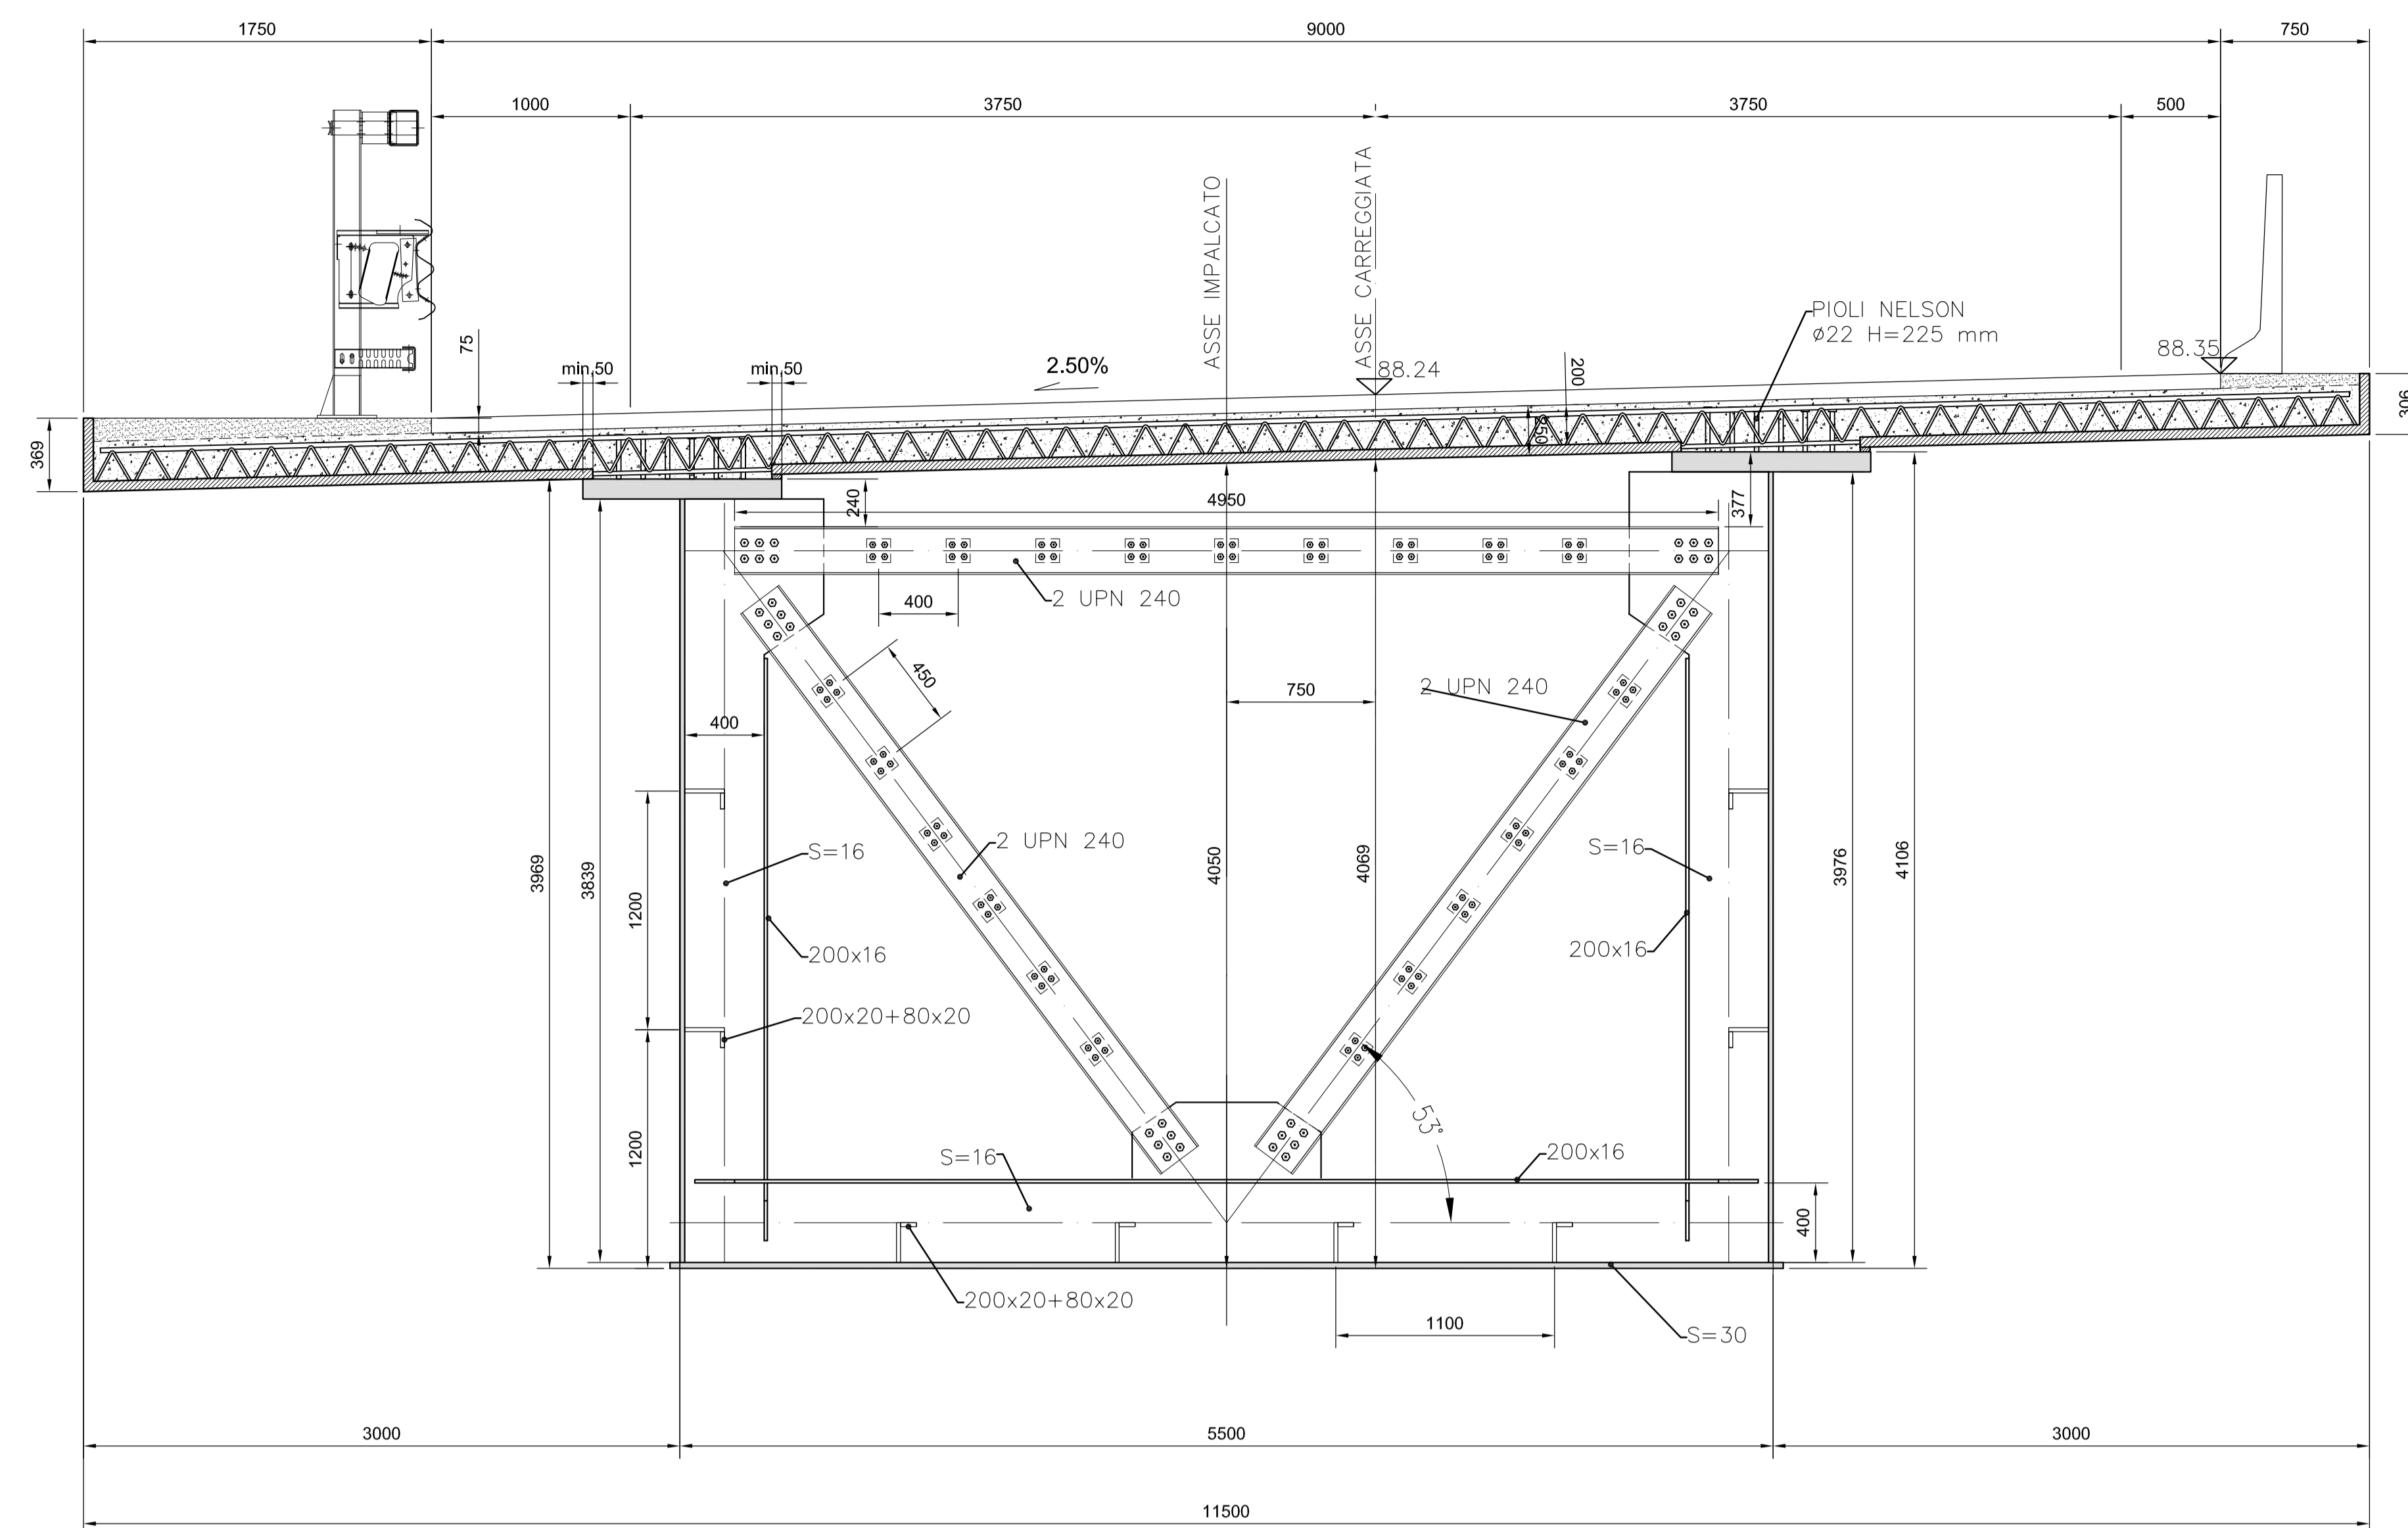 1750
9000
750
1000
3750
3750
500
ASSE IMPALCATO
ASSE CARREGGIATA
PIOLI NELSON
ø22 H=225 mm
75
min.50
min.50
2.50%
88.24
200
88.35
369
250
306
240
4950
377
400
2 UPN 240
450
750
2 UPN 240
400
2 UPN 240
S=16
S=16
3969
3839
1200
4050
4069
3976
4106
200x16
200x16
200x20+80x20
53°
1200
S=16
200x16
400
200x20+80x20
1100
S=30
3000
5500
3000
11500